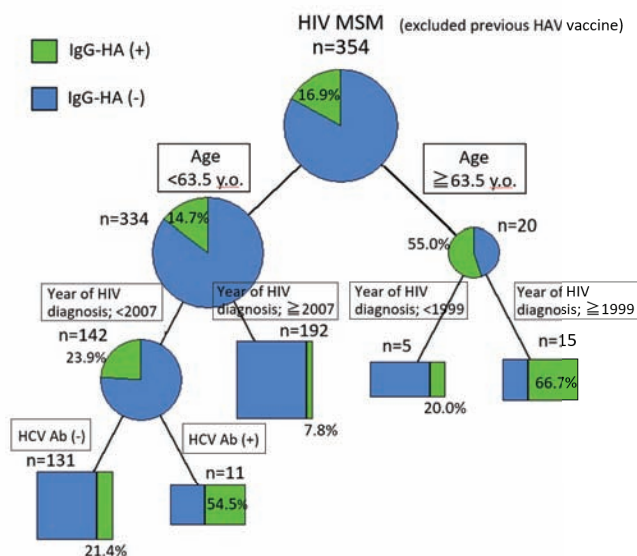 HIV MSM (excluded previous HAV vaccine)
n=354
IgG-HA (+)
IgG-HA (-)
16.9%
Age
<63.5 y.o.
Age
≧63.5 y.o.
n=334
14.7%
n=20
55.0%
Year of HIV
diagnosis; <2007
Year of HIV
diagnosis; ≧2007
Year of HIV
diagnosis; <1999
Year of HIV
diagnosis; ≧1999
n=142
23.9%
n=192
7.8%
n=5
20.0%
n=15
66.7%
HCV Ab (-)
HCV Ab (+)
n=131
21.4%
n=11
54.5%